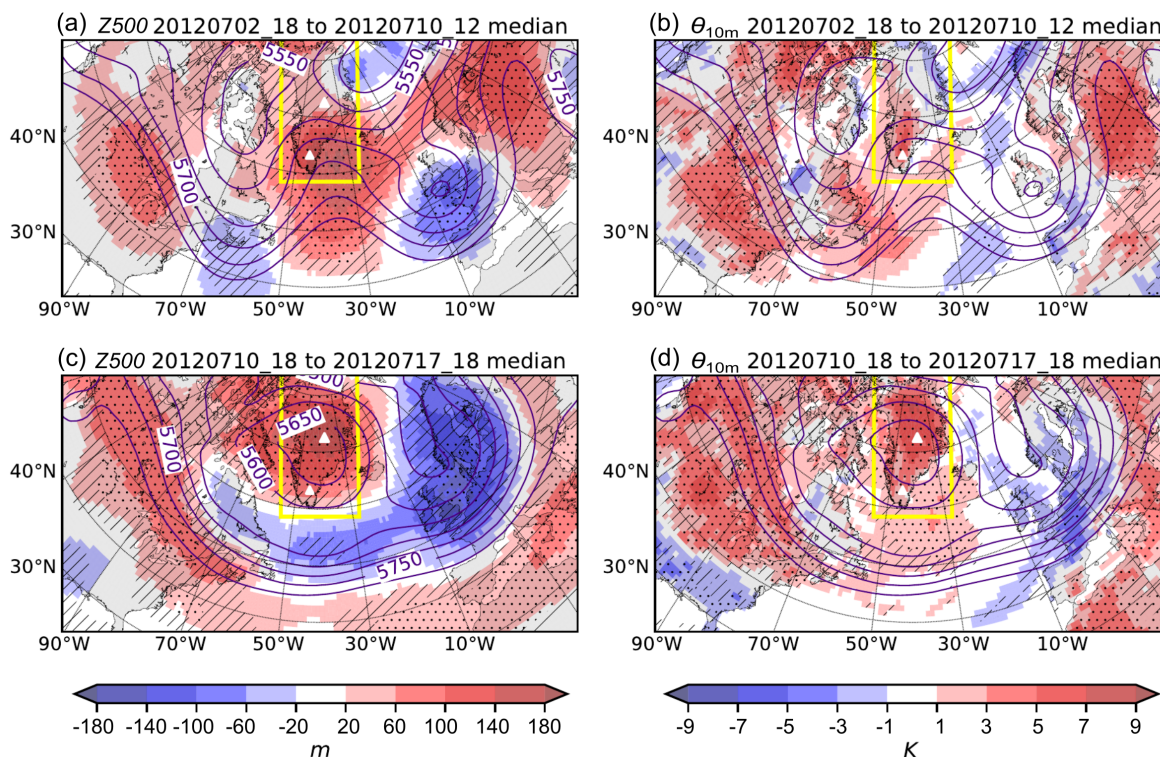 (a) Z500 20120702_18 to 20120710_12 median
(b) θ10m 20120702_18 to 20120710_12 median
5550
5550
5750
5700
40°N
30°N
90°W 70°W 50°W 30°W 10°W
40°N
30°N
90°W 70°W 50°W 30°W 10°W
(c) Z500 20120710_18 to 20120717_18 median
(d) θ10m 20120710_18 to 20120717_18 median
5650
5700
5600
5750
40°N
30°N
90°W 70°W 50°W 30°W 10°W
40°N
30°N
90°W 70°W 50°W 30°W 10°W
-180 -140 -100 -60 -20 20 60 100 140 180
m
-9 -7 -5 -3 -1 1 3 5 7 9
K